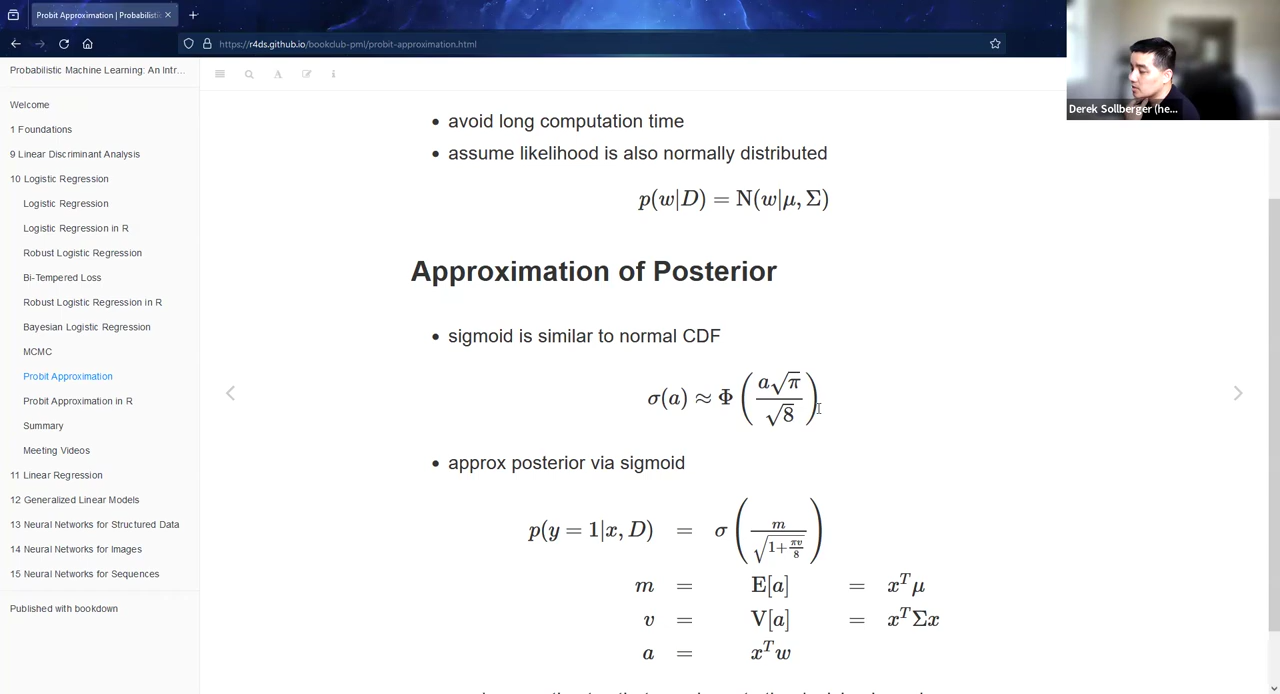 Probit Approximation | Probabilisti
https://r4ds.github.io/bookclub-pml/probit-approximation.html
Derek Sollberger (he...
Probabilistic Machine Learning: An Intr...
Welcome
1 Foundations
9 Linear Discriminant Analysis
10 Logistic Regression
Logistic Regression
Logistic Regression in R
Robust Logistic Regression
Bi-Tempered Loss
Robust Logistic Regression in R
Bayesian Logistic Regression
MCMC
Probit Approximation
Probit Approximation in R
Summary
Meeting Videos
11 Linear Regression
12 Generalized Linear Models
13 Neural Networks for Structured Data
14 Neural Networks for Images
15 Neural Networks for Sequences
Published with bookdown
• avoid long computation time
• assume likelihood is also normally distributed
p(w|D) = N(w|μ, Σ)
Approximation of Posterior
• sigmoid is similar to normal CDF
σ(a) ≈ Φ (a√π / √8)
• approx posterior via sigmoid
p(y = 1|x, D) = σ (m / √(1+πv/8))
m = E[a] = xᵀμ
v = V[a] = xᵀΣx
a = xᵀw